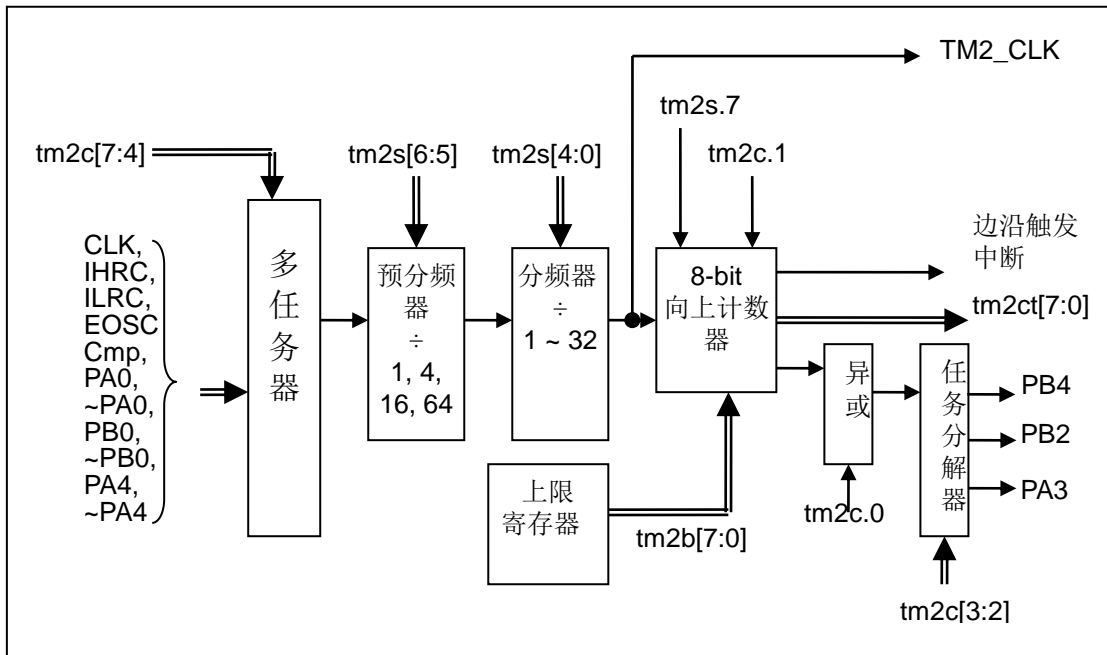 TM2_CLK
tm2s.7
tm2c[7:4]
tm2s[6:5]
tm2s[4:0]
tm2c.1
CLK,
IHRC,
ILRC,
EOSC
Cmp,
PA0,
~PA0,
PB0,
~PB0,
PA4,
~PA4
多
任
务
器
预分频
器
÷
1, 4,
16, 64
分频器
÷
1 ~ 32
8-bit
向上计数
器
边沿触发
中断
tm2ct[7:0]
异
或
任
务
分
解
器
PB4
PB2
PA3
上限
寄存器
tm2b[7:0]
tm2c.0
tm2c[3:2]